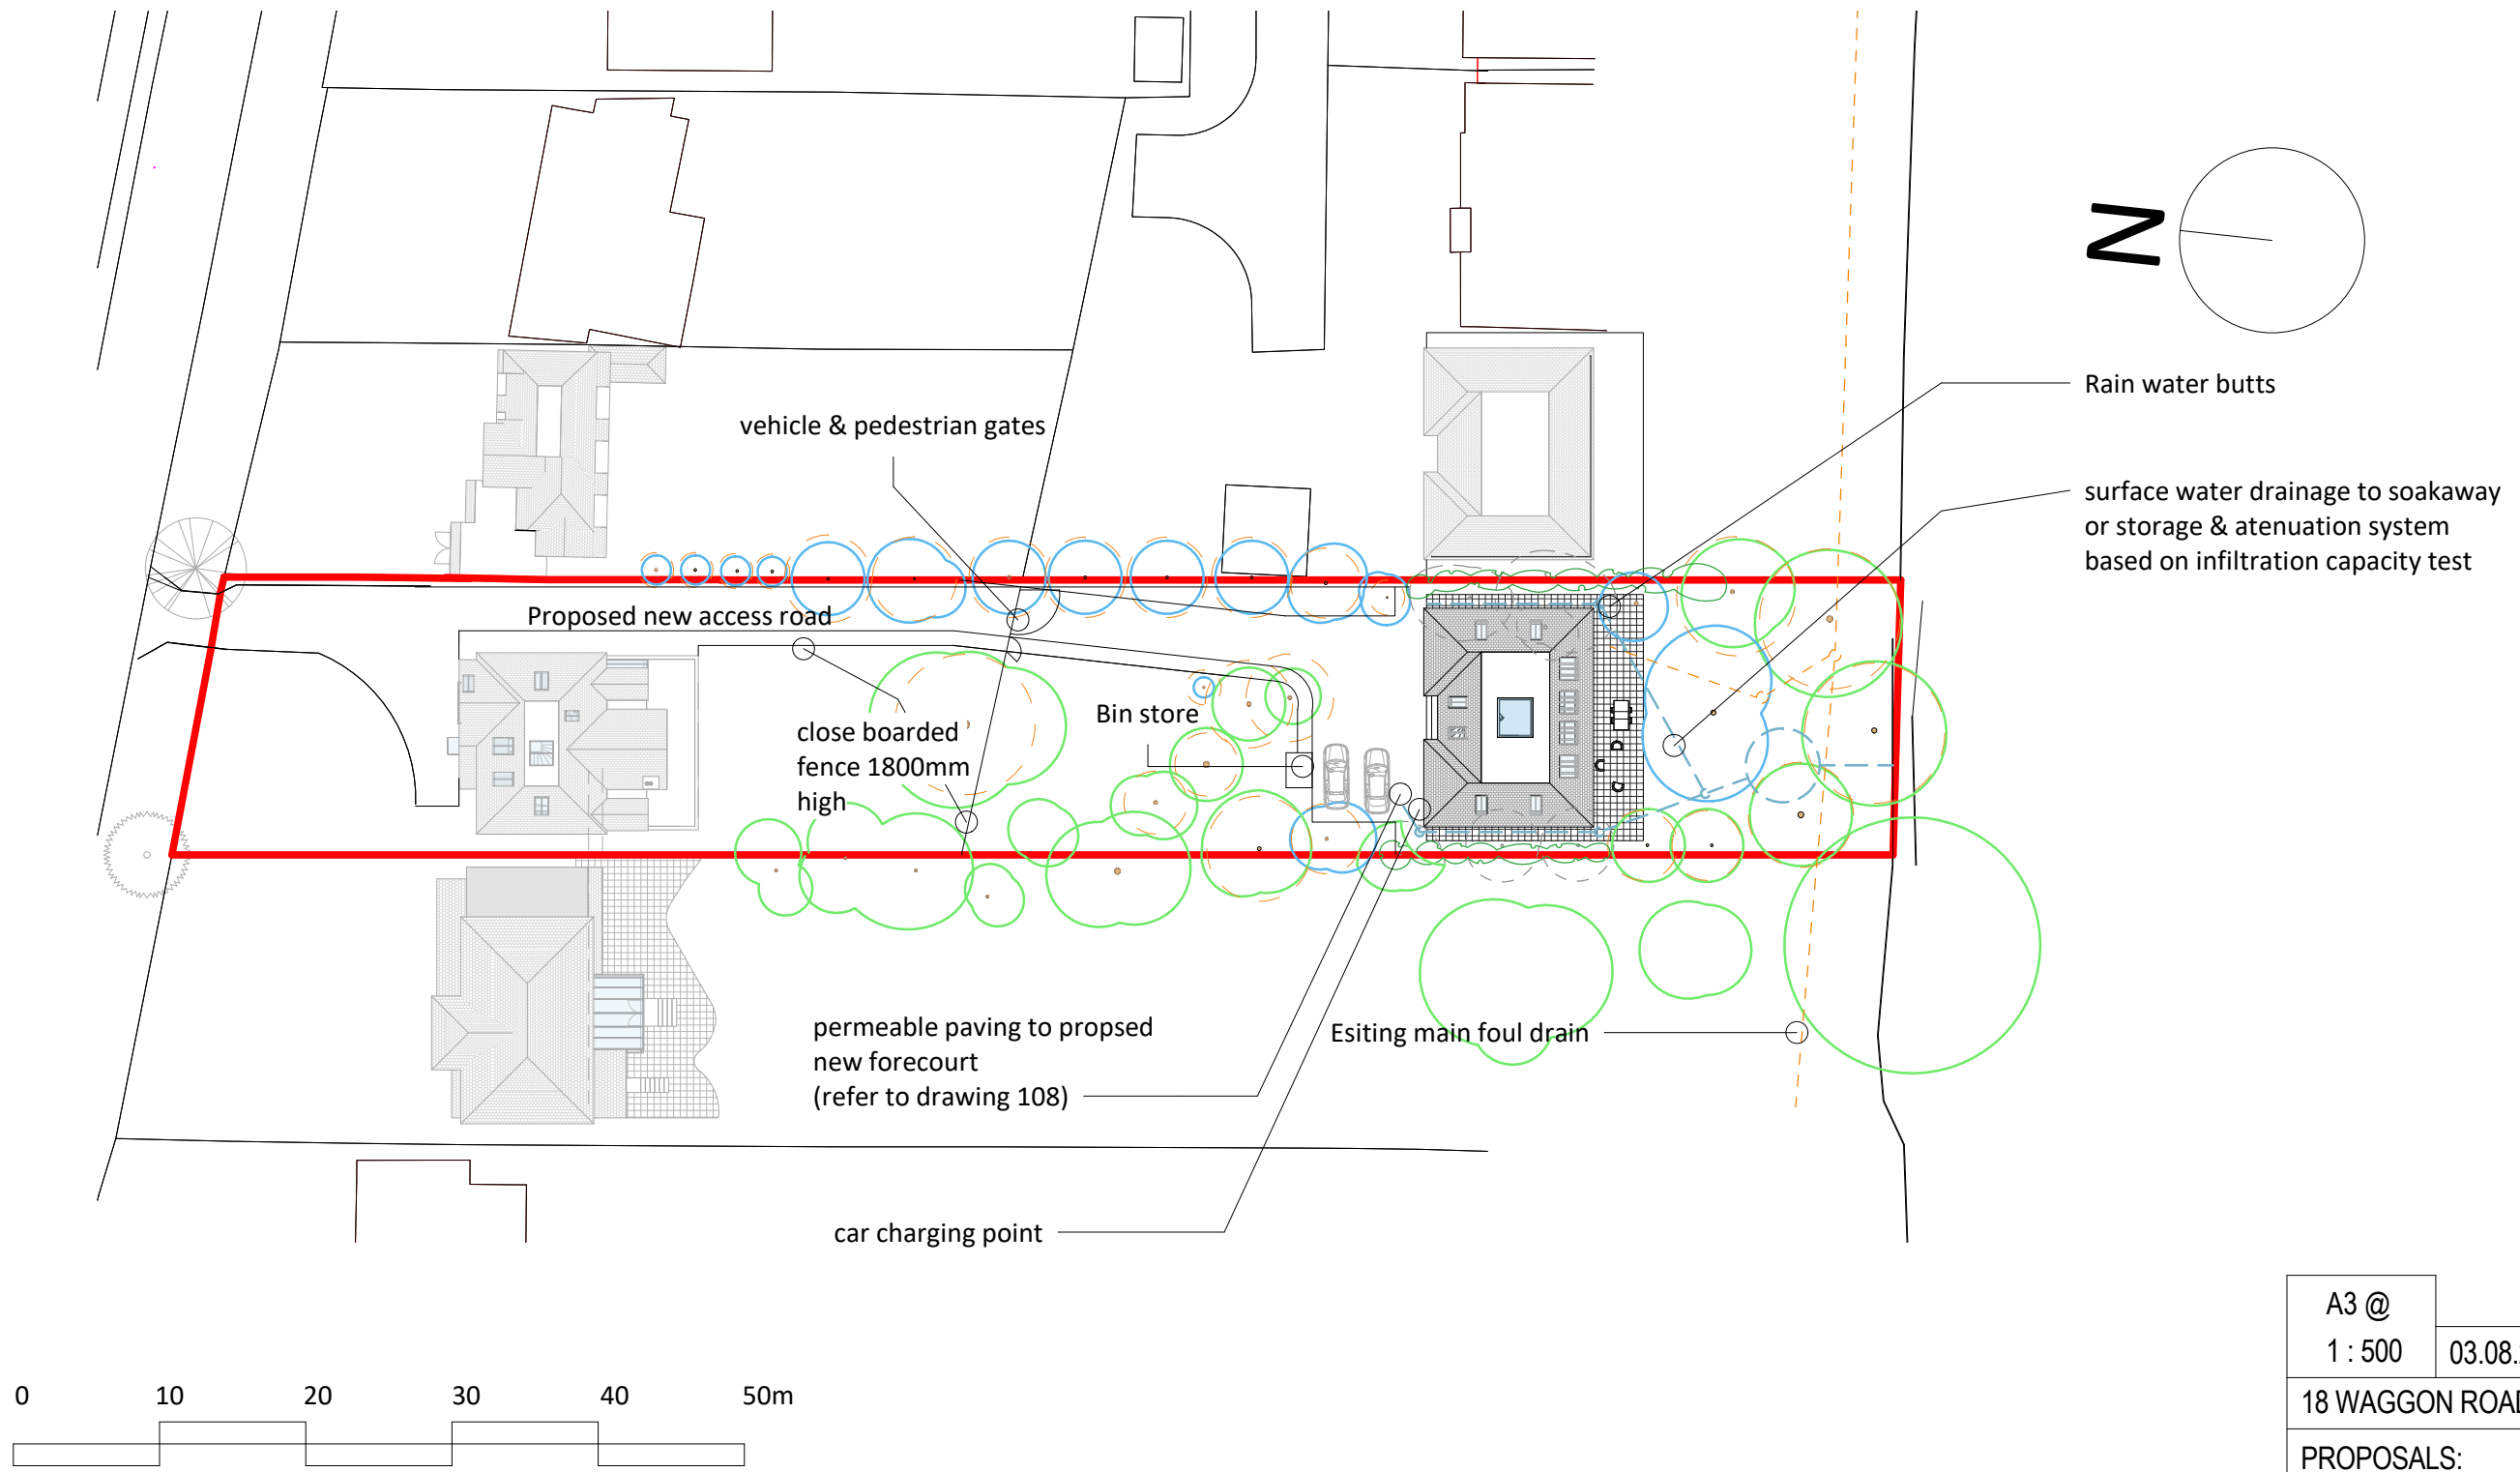 N
Rain water butts
vehicle & pedestrian gates
surface water drainage to soakaway
or storage & atenuation system
based on infiltration capacity test
Proposed new access road
close boarded
fence 1800mm
high
Bin store
permeable paving to propsed
new forecourt
(refer to drawing 108)
Esiting main foul drain
car charging point
0 10 20 30 40 50m
A3 @
1 : 500
03.08.
18 WAGGON ROAD
PROPOSALS: